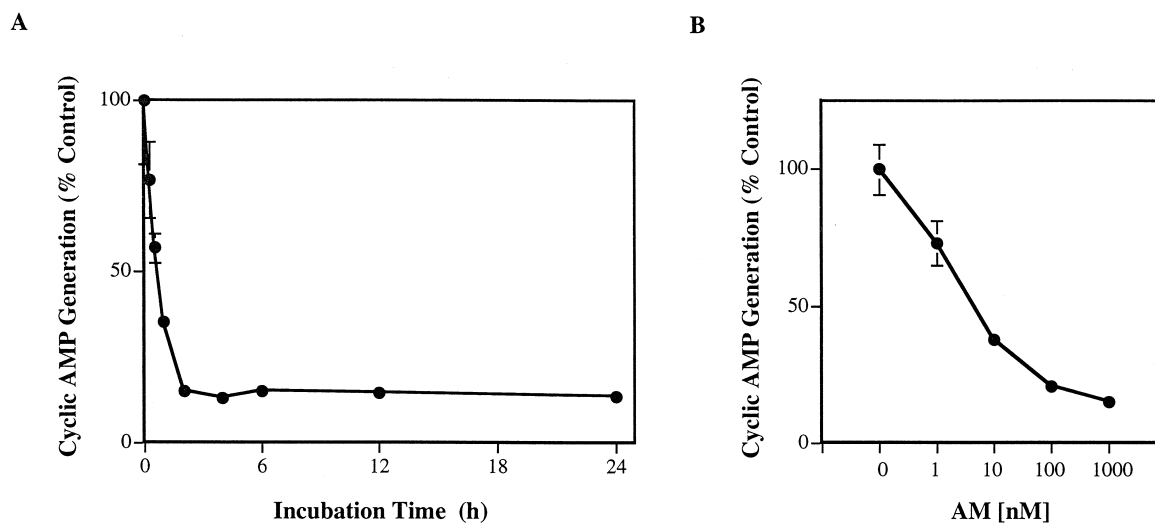 A
Cyclic AMP Generation (% Control)
100
50
0
0 6 12 18 24
Incubation Time (h)
B
Cyclic AMP Generation (% Control)
100
50
0
0 1 10 100 1000
AM [nM]